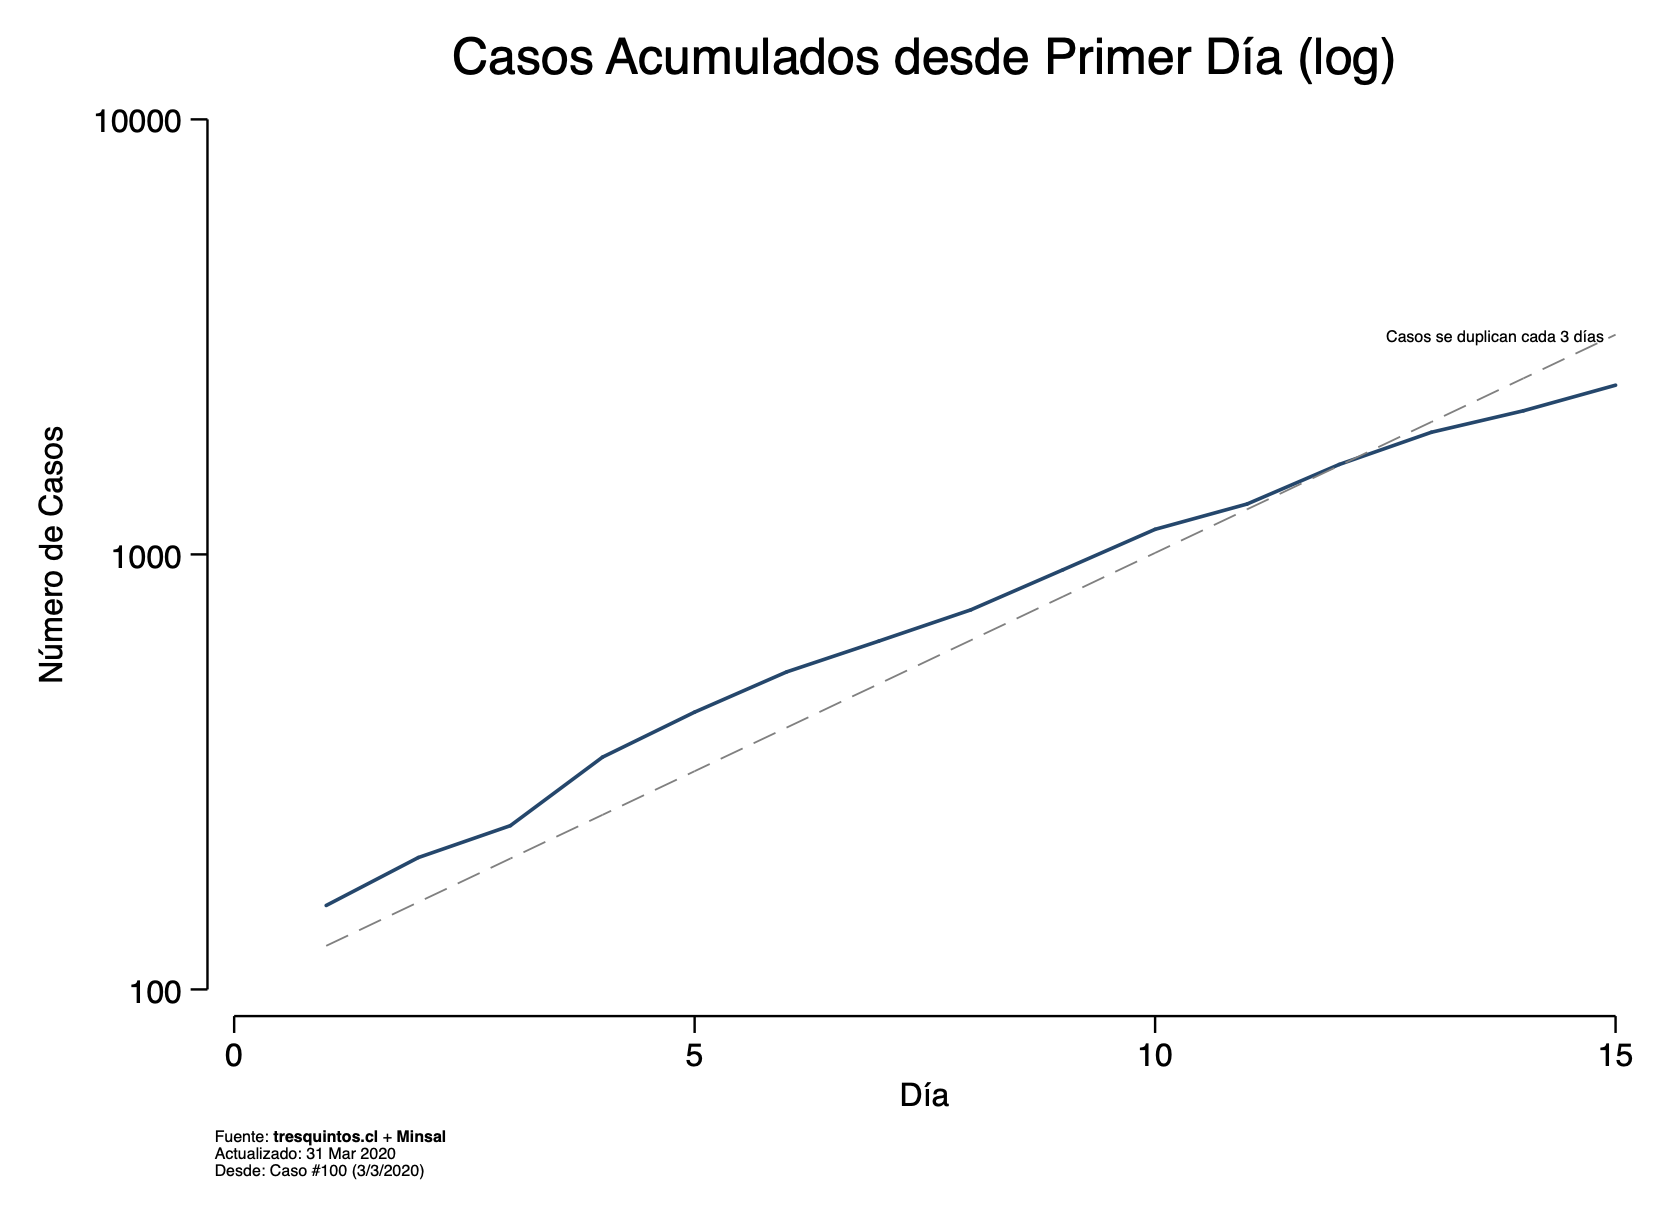 Casos Acumulados desde Primer Día (log)
10000
1000
100
Número de Casos
Casos se duplican cada 3 días
0 5 10 15
Día
Fuente: tresquintos.cl + Minsal
Actualizado: 31 Mar 2020
Desde: Caso #100 (3/3/2020)